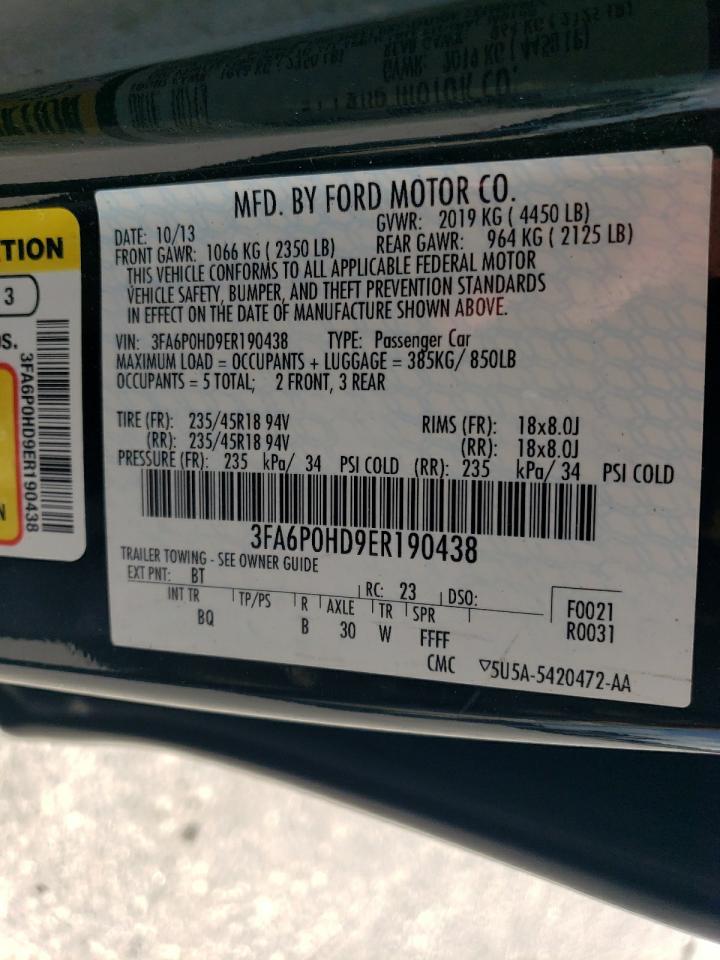 MFD. BY FORD MOTOR CO.
DATE: 10/13 GVWR: 2019 KG ( 4450 LB)
FRONT GAWR: 1066 KG ( 2350 LB) REAR GAWR: 964 KG ( 2125 LB)
THIS VEHICLE CONFORMS TO ALL APPLICABLE FEDERAL MOTOR
VEHICLE SAFETY, BUMPER, AND THEFT PREVENTION STANDARDS
IN EFFECT ON THE DATE OF MANUFACTURE SHOWN ABOVE.
VIN: 3FA6P0HD9ER190438 TYPE: Passenger Car
MAXIMUM LOAD = OCCUPANTS + LUGGAGE = 385KG/ 850LB
OCCUPANTS = 5 TOTAL; 2 FRONT, 3 REAR
TIRE (FR): 235/45R18 94V RIMS (FR): 18x8.0J
(RR): 235/45R18 94V (RR): 18x8.0J
PRESSURE (FR): 235 kPa/ 34 PSI COLD (RR): 235 kPa/ 34 PSI COLD
3FA6P0HD9ER190438
TRAILER TOWING - SEE OWNER GUIDE
EXT PNT: BT RC: 23 DSO: F0021
INT TR TP/PS R AXLE TR SPR R0031
BQ B 30 W FFFF
CMC ▽5U5A-5420472-AA
TION
3
S.
3FA6P0HD9ER190438
N